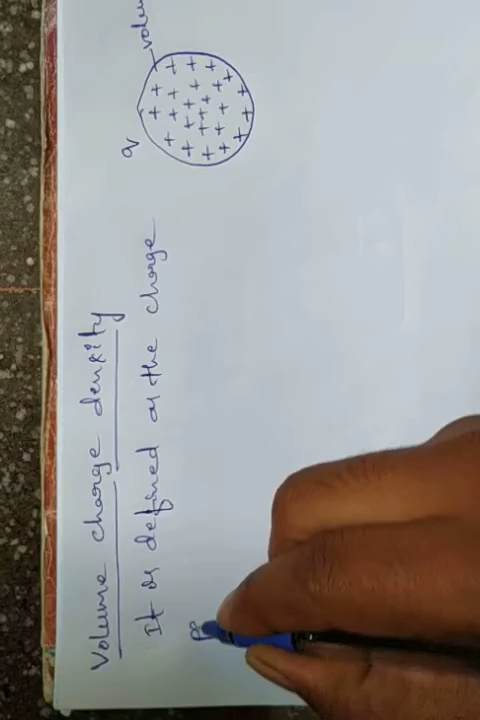 Volume charge density
It is defined as the charge
q
volu